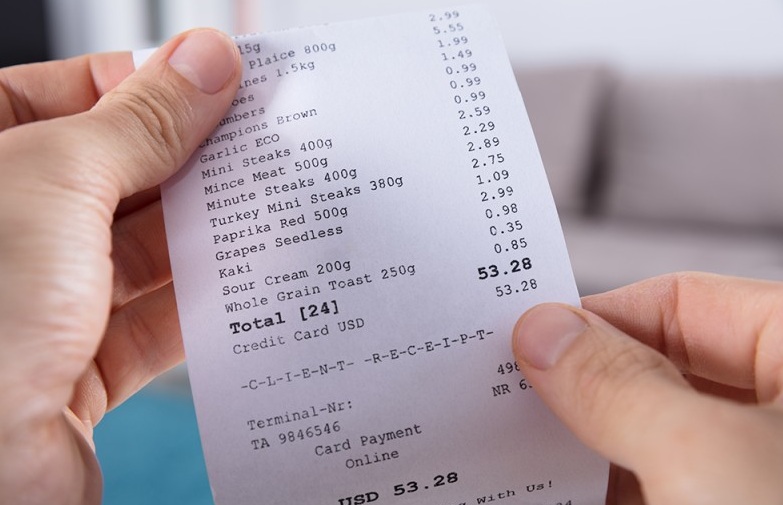 15g 2.99
Plaice 800g 5.55
1.5kg 1.99
1.49
0.99
Champions Brown 0.99
Garlic ECO 0.99
Mini Steaks 400g 2.59
Mince Meat 500g 2.29
Minute Steaks 400g 2.89
Turkey Mini Steaks 380g 2.75
Paprika Red 500g 1.09
Grapes Seedless 2.99
Kaki 0.98
Sour Cream 200g 0.35
Whole Grain Toast 250g 0.85
Total [24] 53.28
Credit Card USD 53.28
-C-L-I-E-N-T- -R-E-C-E-I-P-T-
Terminal-Nr:
TA 9846546 NR
Card Payment
Online
USD 53.28
With Us!